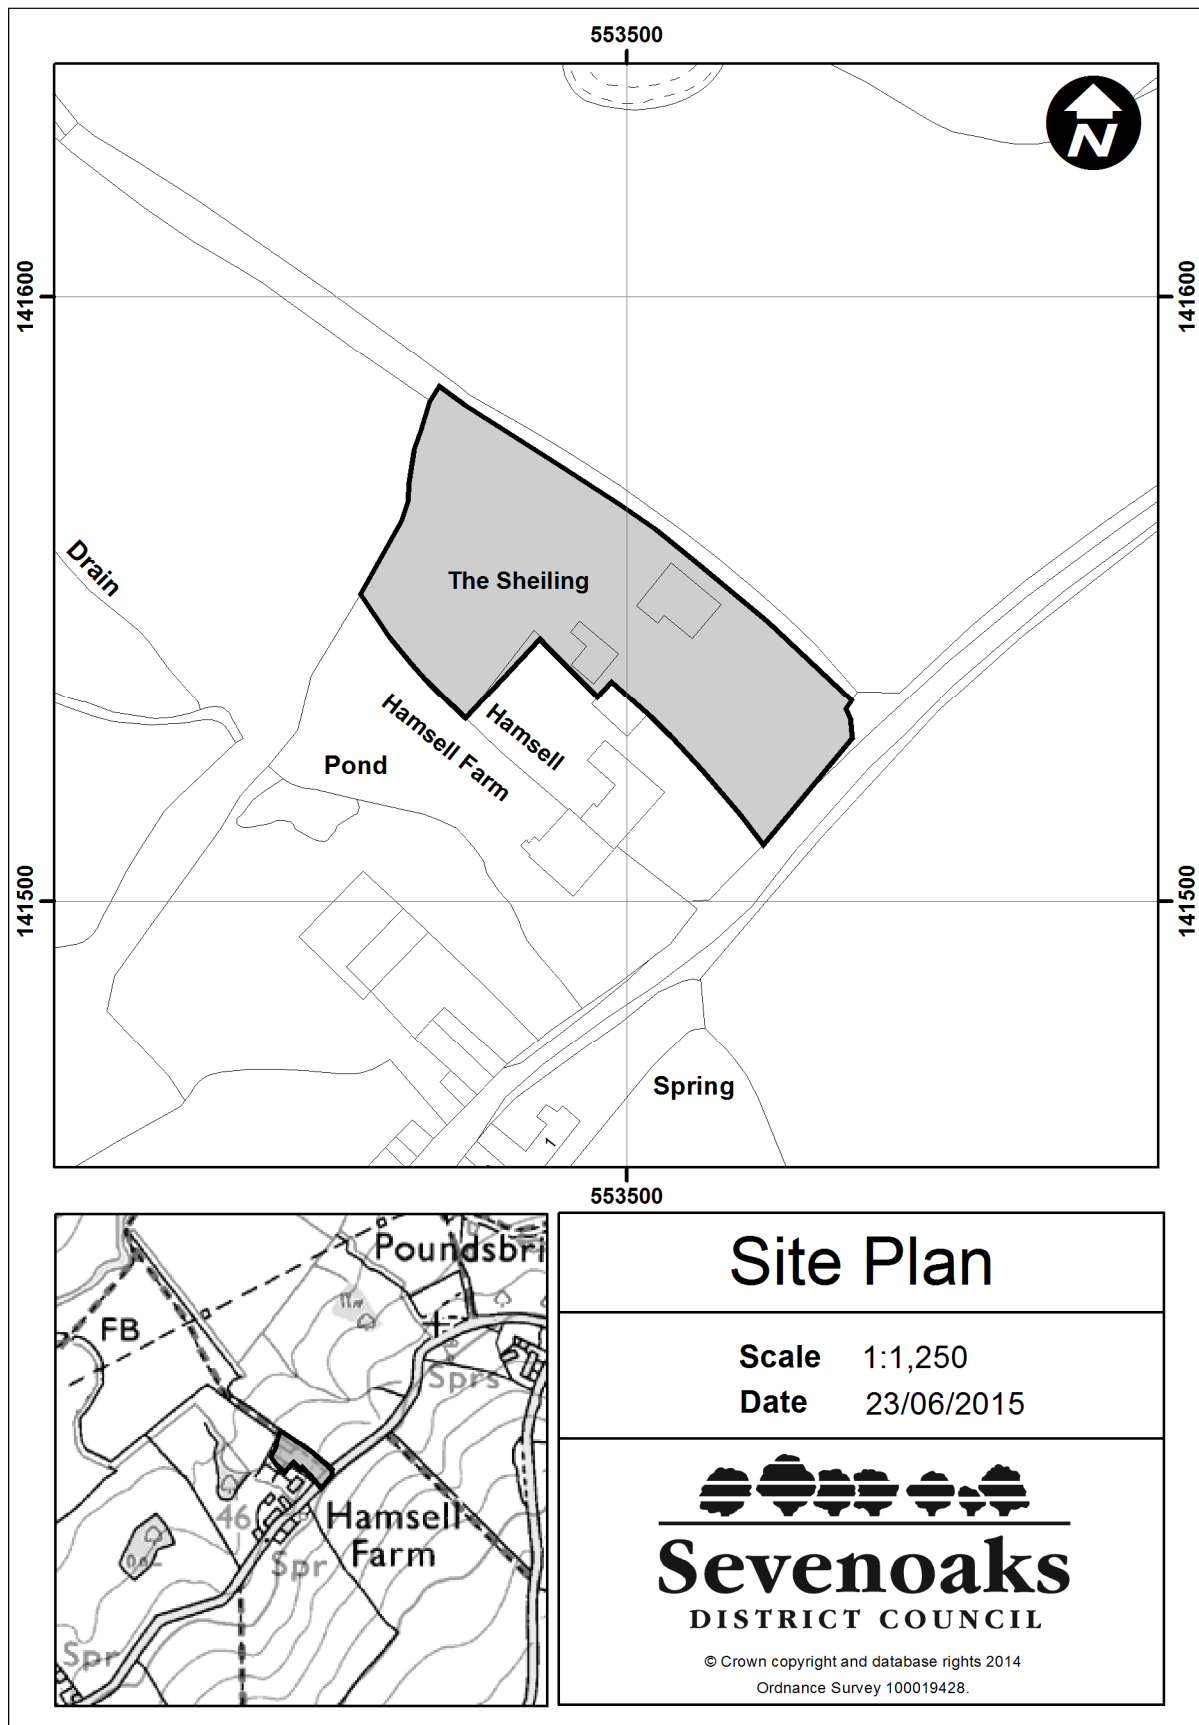 553500
141600
141600
Drain
The Sheiling
Hamsell
Hamsell Farm
Pond
141500
141500
Spring
1
553500
Poundsbri
FB
Sprs
46
Hamsell
Farm
Spr
Spr
Site Plan
Scale 1:1,250
Date 23/06/2015
Sevenoaks
DISTRICT COUNCIL
© Crown copyright and database rights 2014
Ordnance Survey 100019428.
N